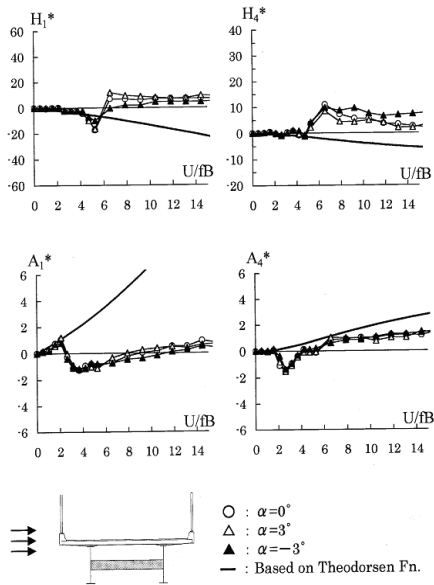 H₁*
60
40
20
0
-20
-40
-60
U/fB
0 2 4 6 8 10 12 14
H₄*
40
30
20
10
0
-10
-20
U/fB
0 2 4 6 8 10 12 14
A₁*
6
4
2
0
-2
-4
-6
U/fB
0 2 4 6 8 10 12 14
A₄*
6
4
2
0
-2
-4
-6
U/fB
0 2 4 6 8 10 12 14
○ : α=0°
△ : α=3°
▲ : α=−3°
— : Based on Theodorsen Fn.